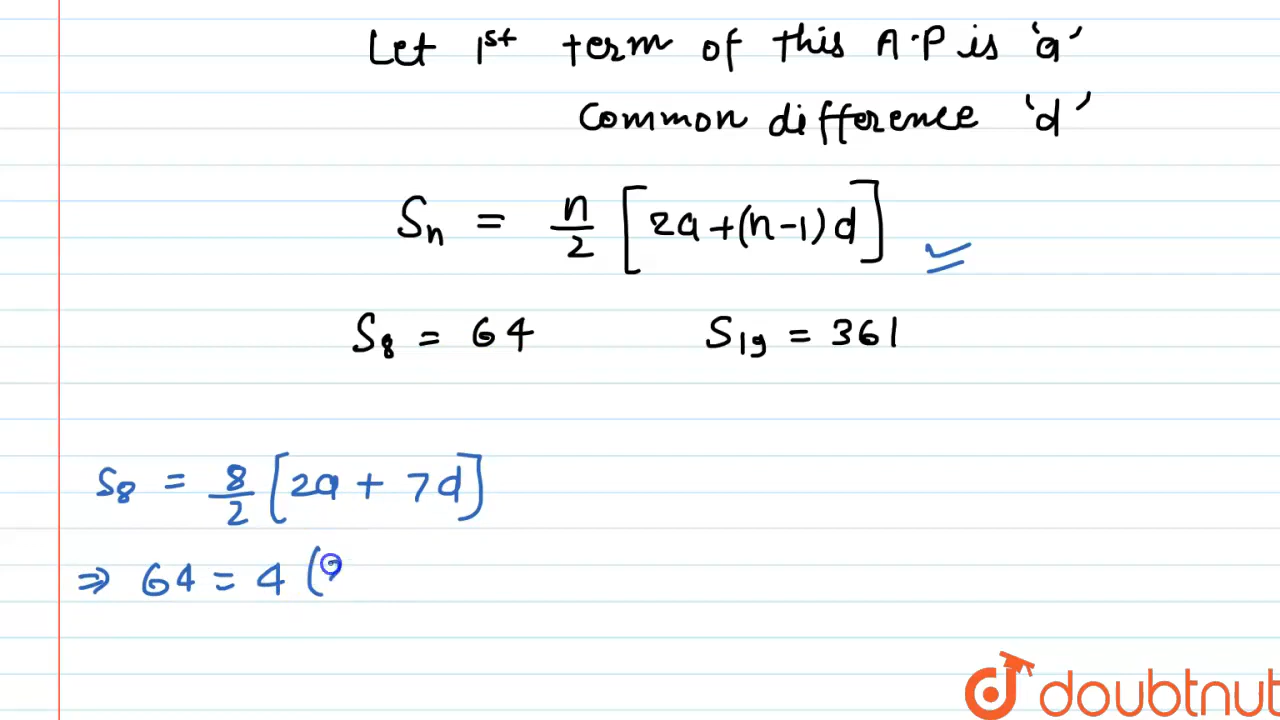 Let 1st term of this A.P is 'a'
Common difference 'd'
Sn = n/2 [2a+(n-1)d]
S8 = 64 S19 = 361
S8 = 8/2 [2a + 7d]
⇒ 64 = 4 (
doubtnut